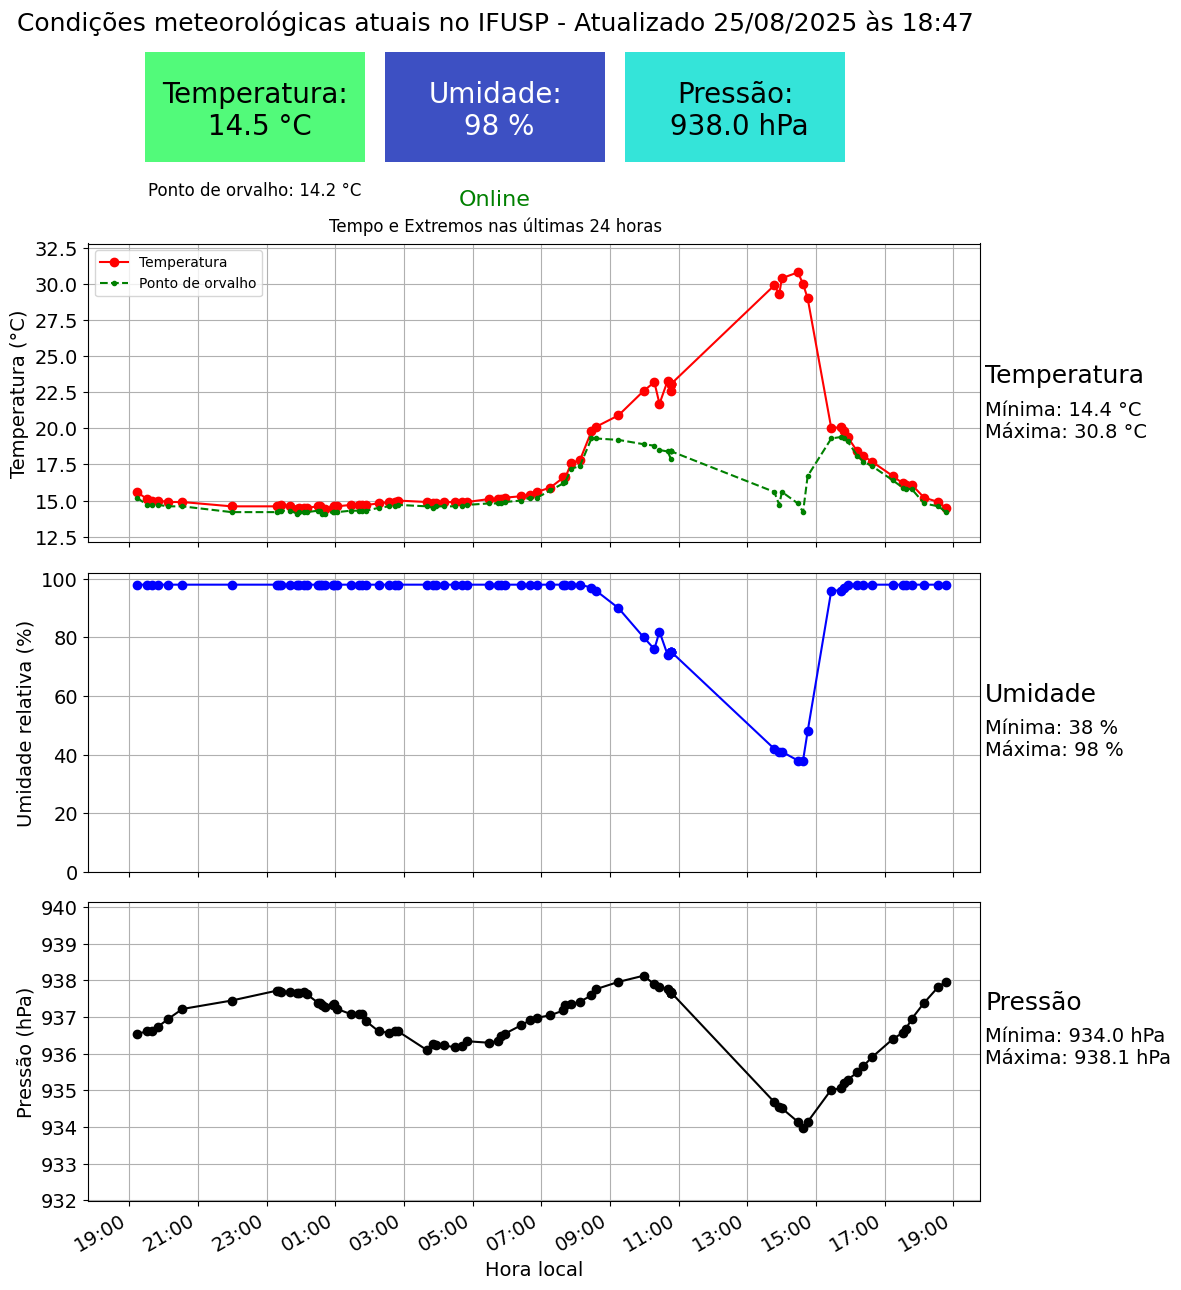 Condições meteorológicas atuais no IFUSP - Atualizado 25/08/2025 às 18:47
Temperatura:
14.5 °C
Umidade:
98 %
Pressão:
938.0 hPa
Ponto de orvalho: 14.2 °C
Online
Tempo e Extremos nas últimas 24 horas
Temperatura
Ponto de orvalho
Temperatura (°C)
32.5
30.0
27.5
25.0
22.5
20.0
17.5
15.0
12.5
Temperatura
Mínima: 14.4 °C
Máxima: 30.8 °C
Umidade relativa (%)
100
80
60
40
20
0
Umidade
Mínima: 38 %
Máxima: 98 %
Pressão (hPa)
940
939
938
937
936
935
934
933
932
Pressão
Mínima: 934.0 hPa
Máxima: 938.1 hPa
19:00
21:00
23:00
01:00
03:00
05:00
07:00
09:00
11:00
13:00
15:00
17:00
19:00
Hora local